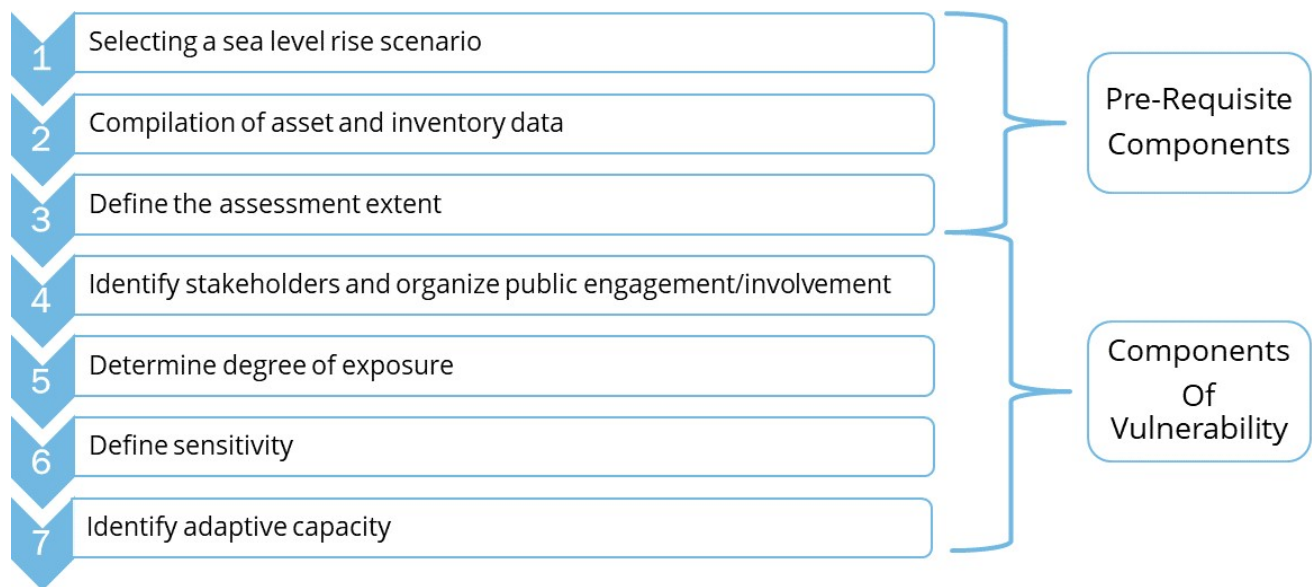 1
Selecting a sea level rise scenario
2
Compilation of asset and inventory data
3
Define the assessment extent
4
Identify stakeholders and organize public engagement/involvement
5
Determine degree of exposure
6
Define sensitivity
7
Identify adaptive capacity
Pre-Requisite
Components
Components
Of
Vulnerability